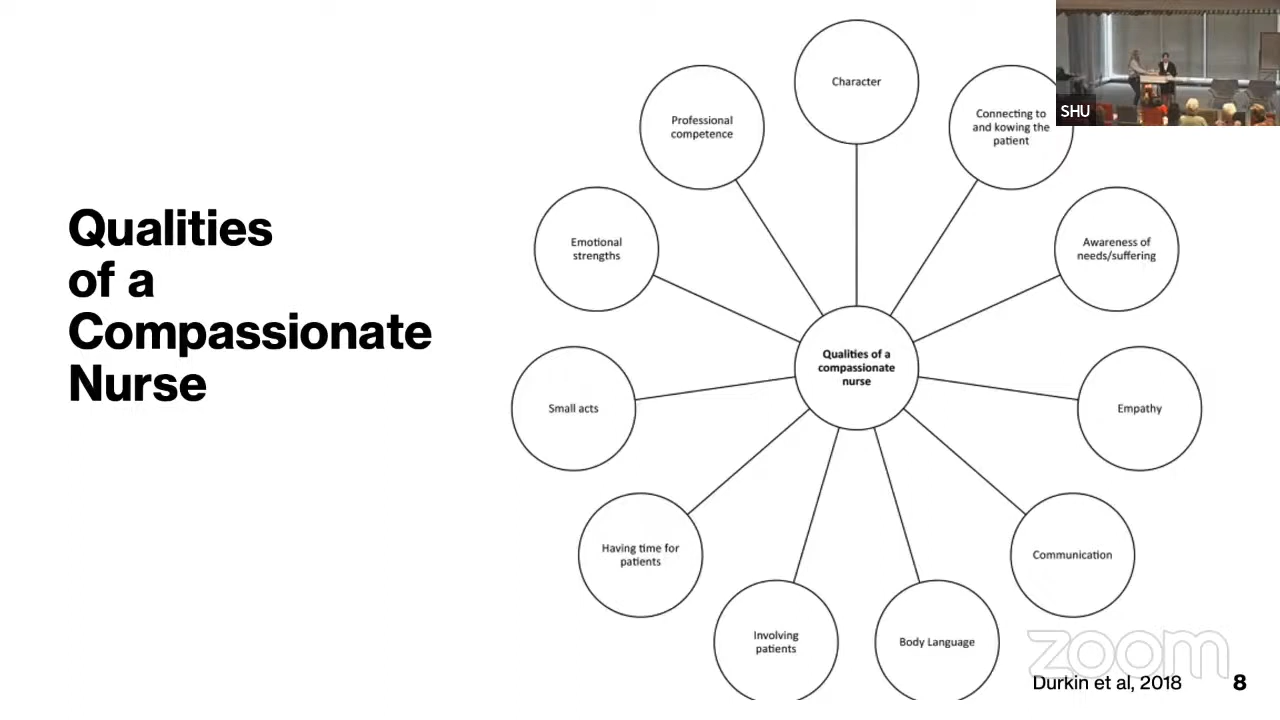 Qualities
of a
Compassionate
Nurse
Character
Connecting to
and kowing the
patient
Awareness of
needs/suffering
Empathy
Communication
Body Language
Involving
patients
Having time for
patients
Small acts
Emotional
strengths
Professional
competence
Qualities of a
compassionate
nurse
SHU
zoom
Durkin et al, 2018
8